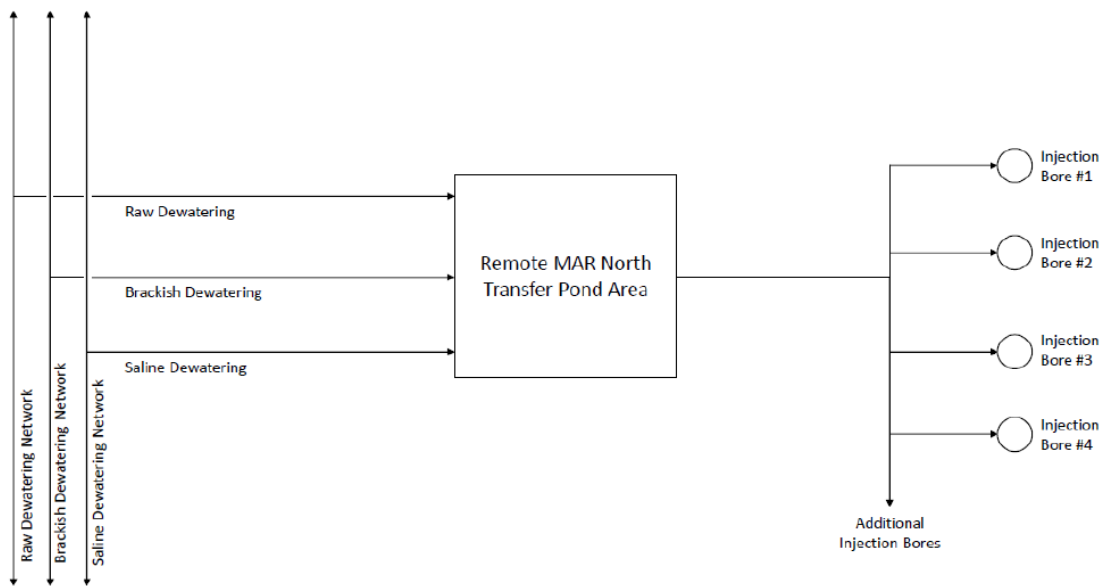 Raw Dewatering Network
Brackish Dewatering Network
Saline Dewatering Network
Raw Dewatering
Brackish Dewatering
Saline Dewatering
Remote MAR North
Transfer Pond Area
Injection
Bore #1
Injection
Bore #2
Injection
Bore #3
Injection
Bore #4
Additional
Injection Bores